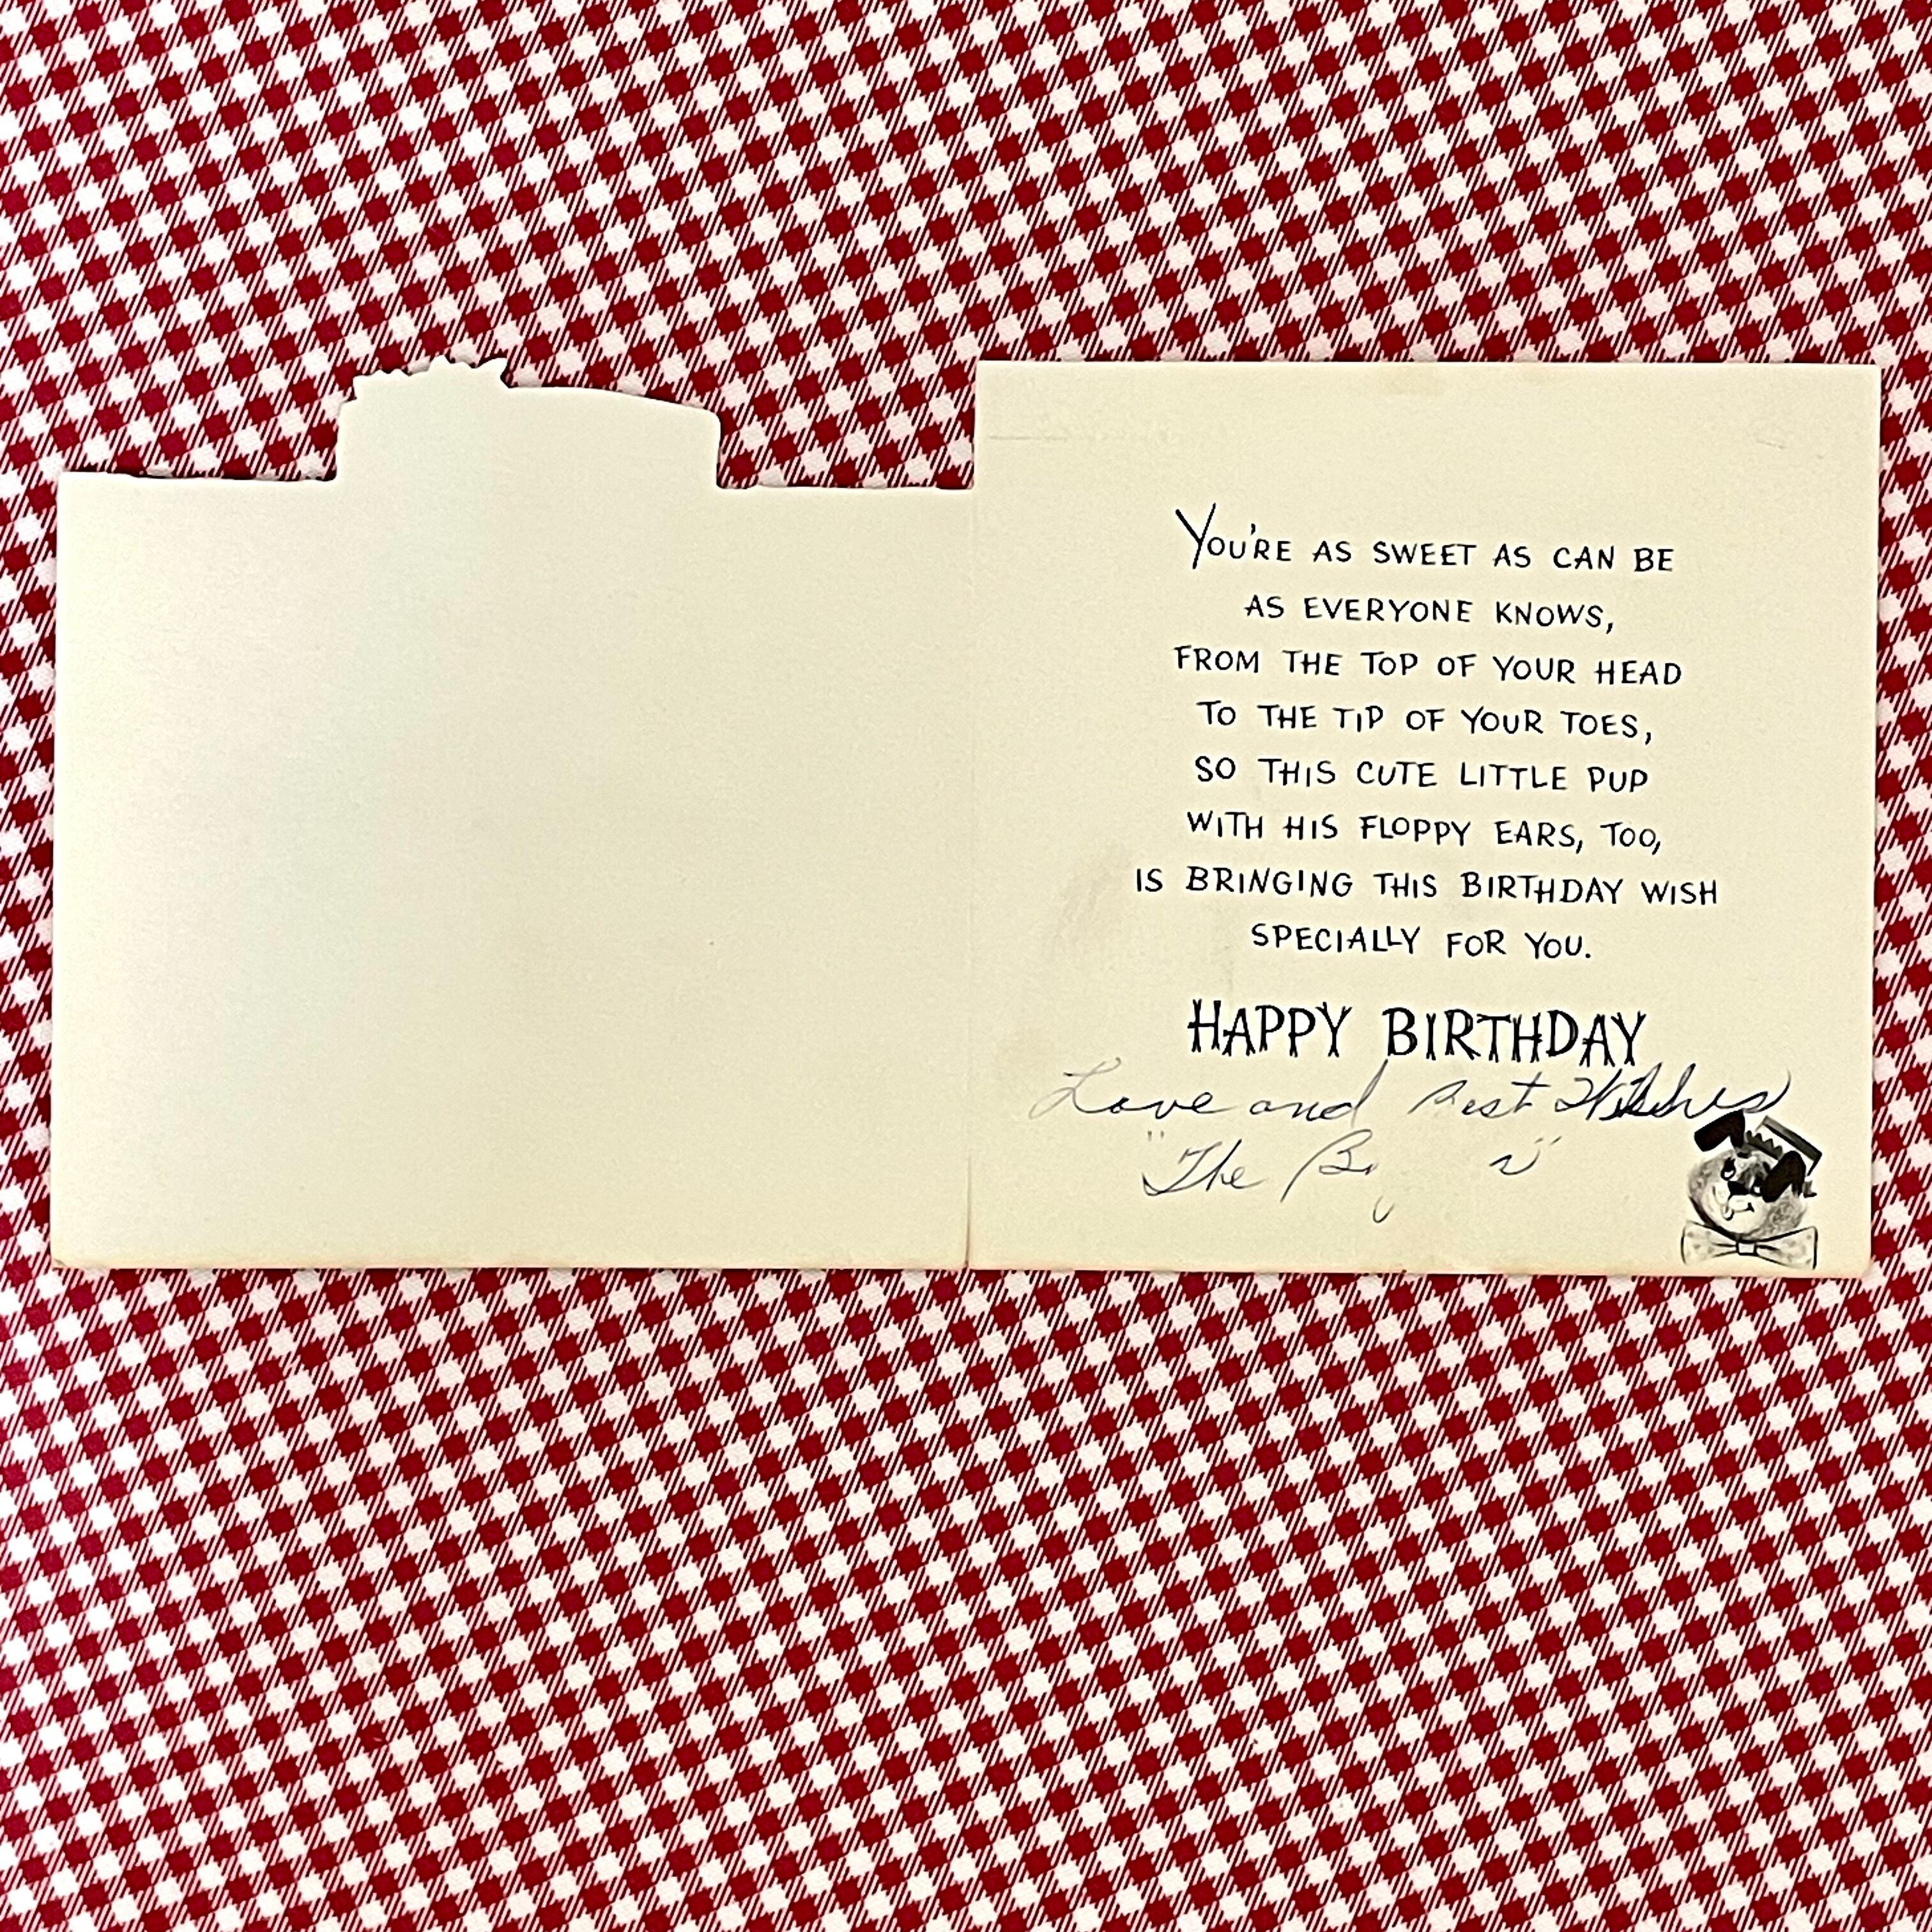 YOU'RE AS SWEET AS CAN BE
AS EVERYONE KNOWS,
FROM THE TOP OF YOUR HEAD
TO THE TIP OF YOUR TOES,
SO THIS CUTE LITTLE PUP
WITH HIS FLOPPY EARS, TOO,
IS BRINGING THIS BIRTHDAY WISH
SPECIALLY FOR YOU.
HAPPY BIRTHDAY
Love and Best Wishes
"The